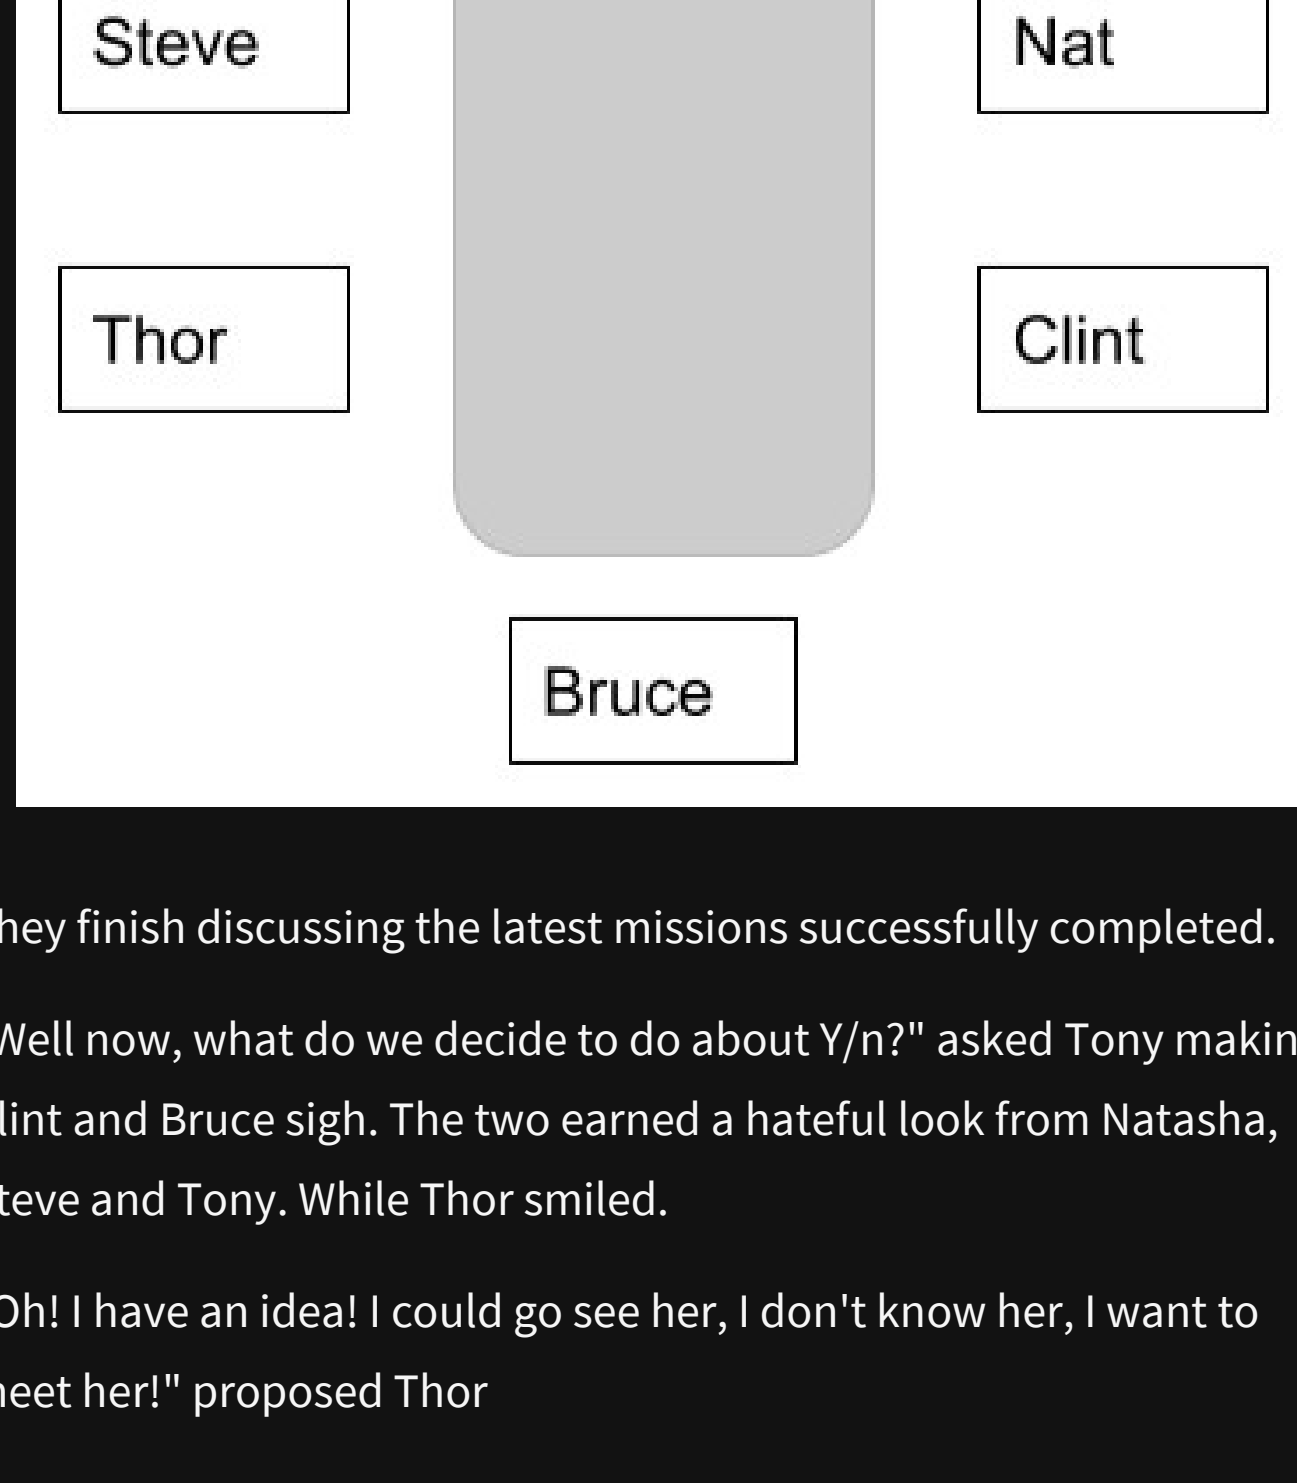 Steve Nat
Thor Clint
Bruce
hey finish discussing the latest missions successfully completed.
Well now, what do we decide to do about Y/n?" asked Tony makin
lint and Bruce sigh. The two earned a hateful look from Natasha,
teve and Tony. While Thor smiled.
Oh! I have an idea! I could go see her, I don't know her, I want to
neet her!" proposed Thor